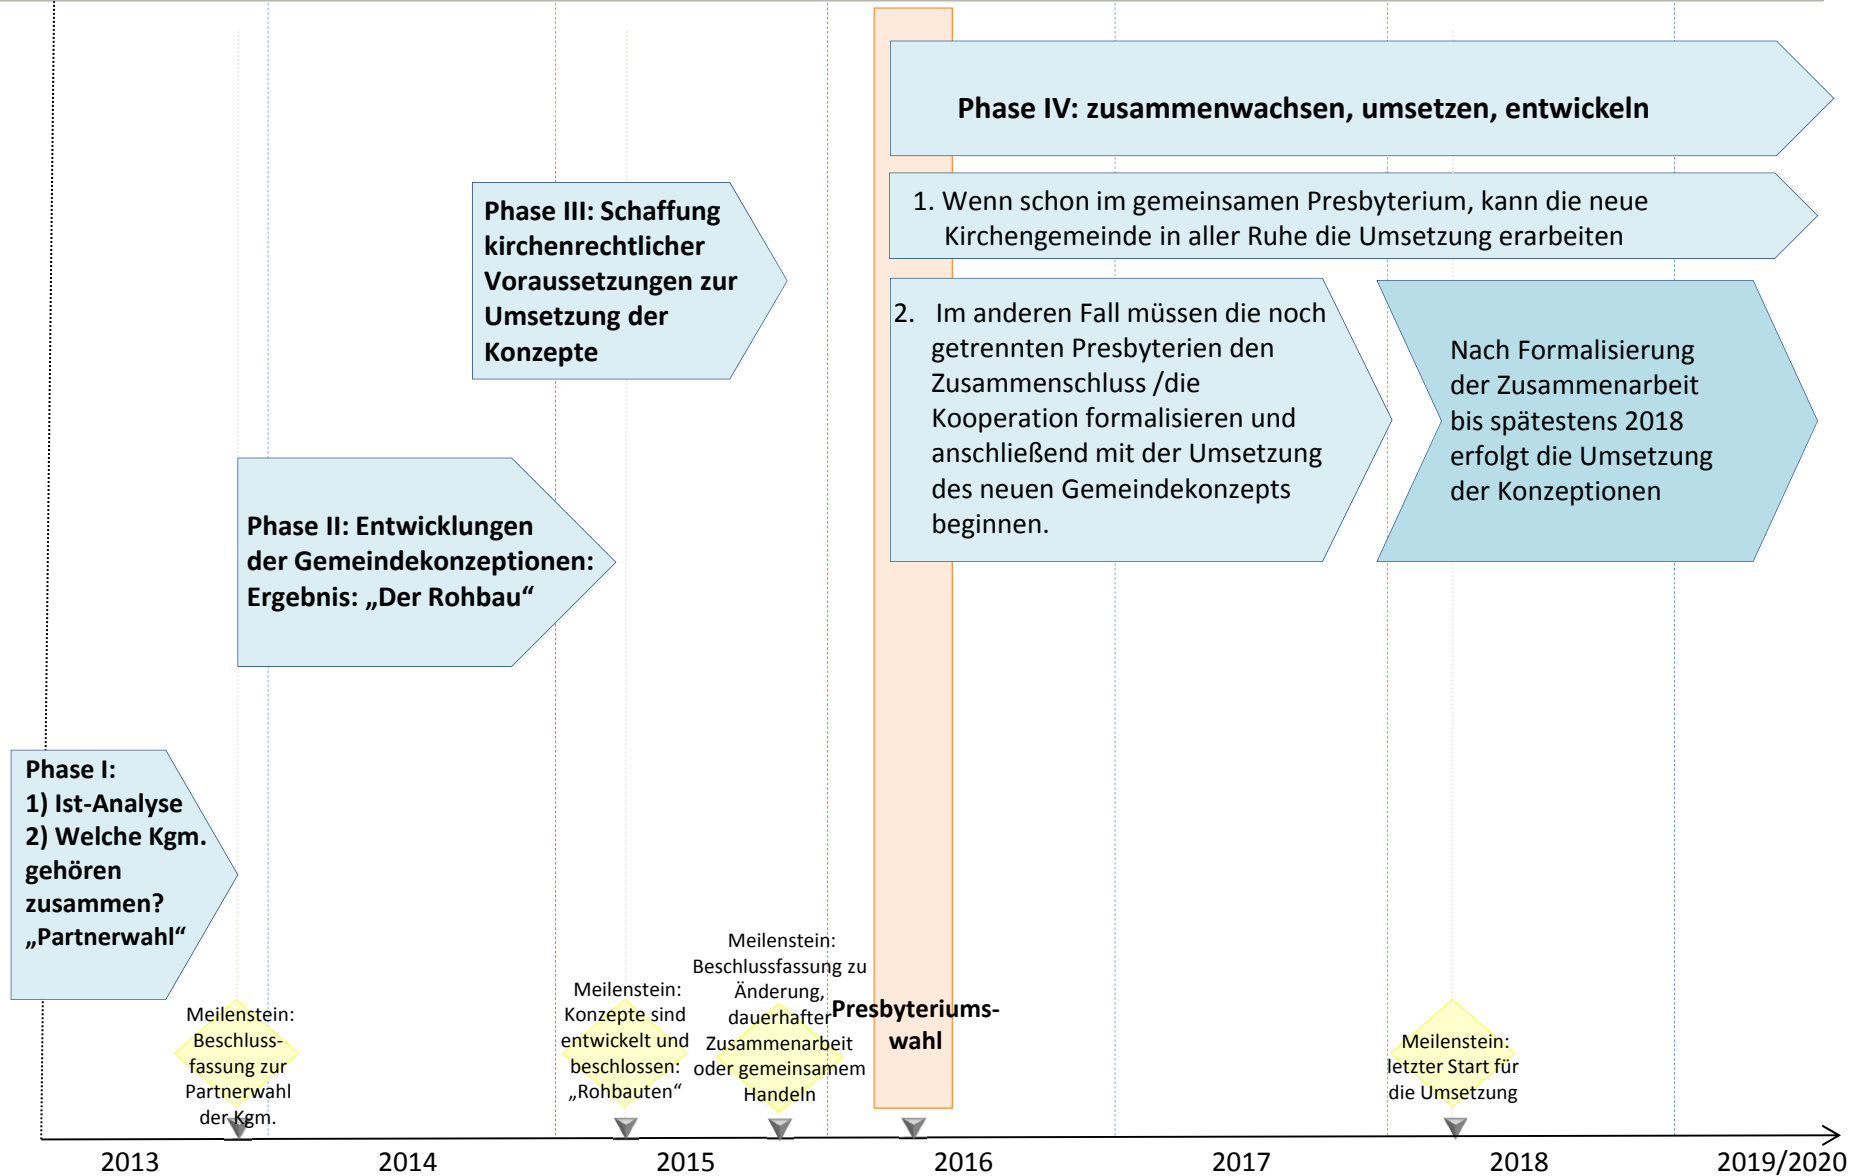 Phase IV: zusammenwachsen, umsetzen, entwickeln
1. Wenn schon im gemeinsamen Presbyterium, kann die neue
Kirchengemeinde in aller Ruhe die Umsetzung erarbeiten
Phase III: Schaffung
kirchenrechtlicher
Voraussetzungen zur
Umsetzung der
Konzepte
2. Im anderen Fall müssen die noch
getrennten Presbyterien den
Zusammenschluss /die
Kooperation formalisieren und
anschließend mit der Umsetzung
des neuen Gemeindekonzepts
beginnen.
Nach Formalisierung
der Zusammenarbeit
bis spätestens 2018
erfolgt die Umsetzung
der Konzeptionen
Phase II: Entwicklungen
der Gemeindekonzeptionen:
Ergebnis: „Der Rohbau“
Phase I:
1) Ist-Analyse
2) Welche Kgm.
gehören
zusammen?
„Partnerwahl“
Meilenstein:
Beschluss-
fassung zur
Partnerwahl
der Kgm.
Meilenstein:
Konzepte sind
entwickelt und
beschlossen:
„Rohbauten“
Meilenstein:
Beschlussfassung zu
Änderung,
dauerhafter
Zusammenarbeit
oder gemeinsamem
Handeln
Presbyteriums-
wahl
Meilenstein:
letzter Start für
die Umsetzung
2013
2014
2015
2016
2017
2018
2019/2020